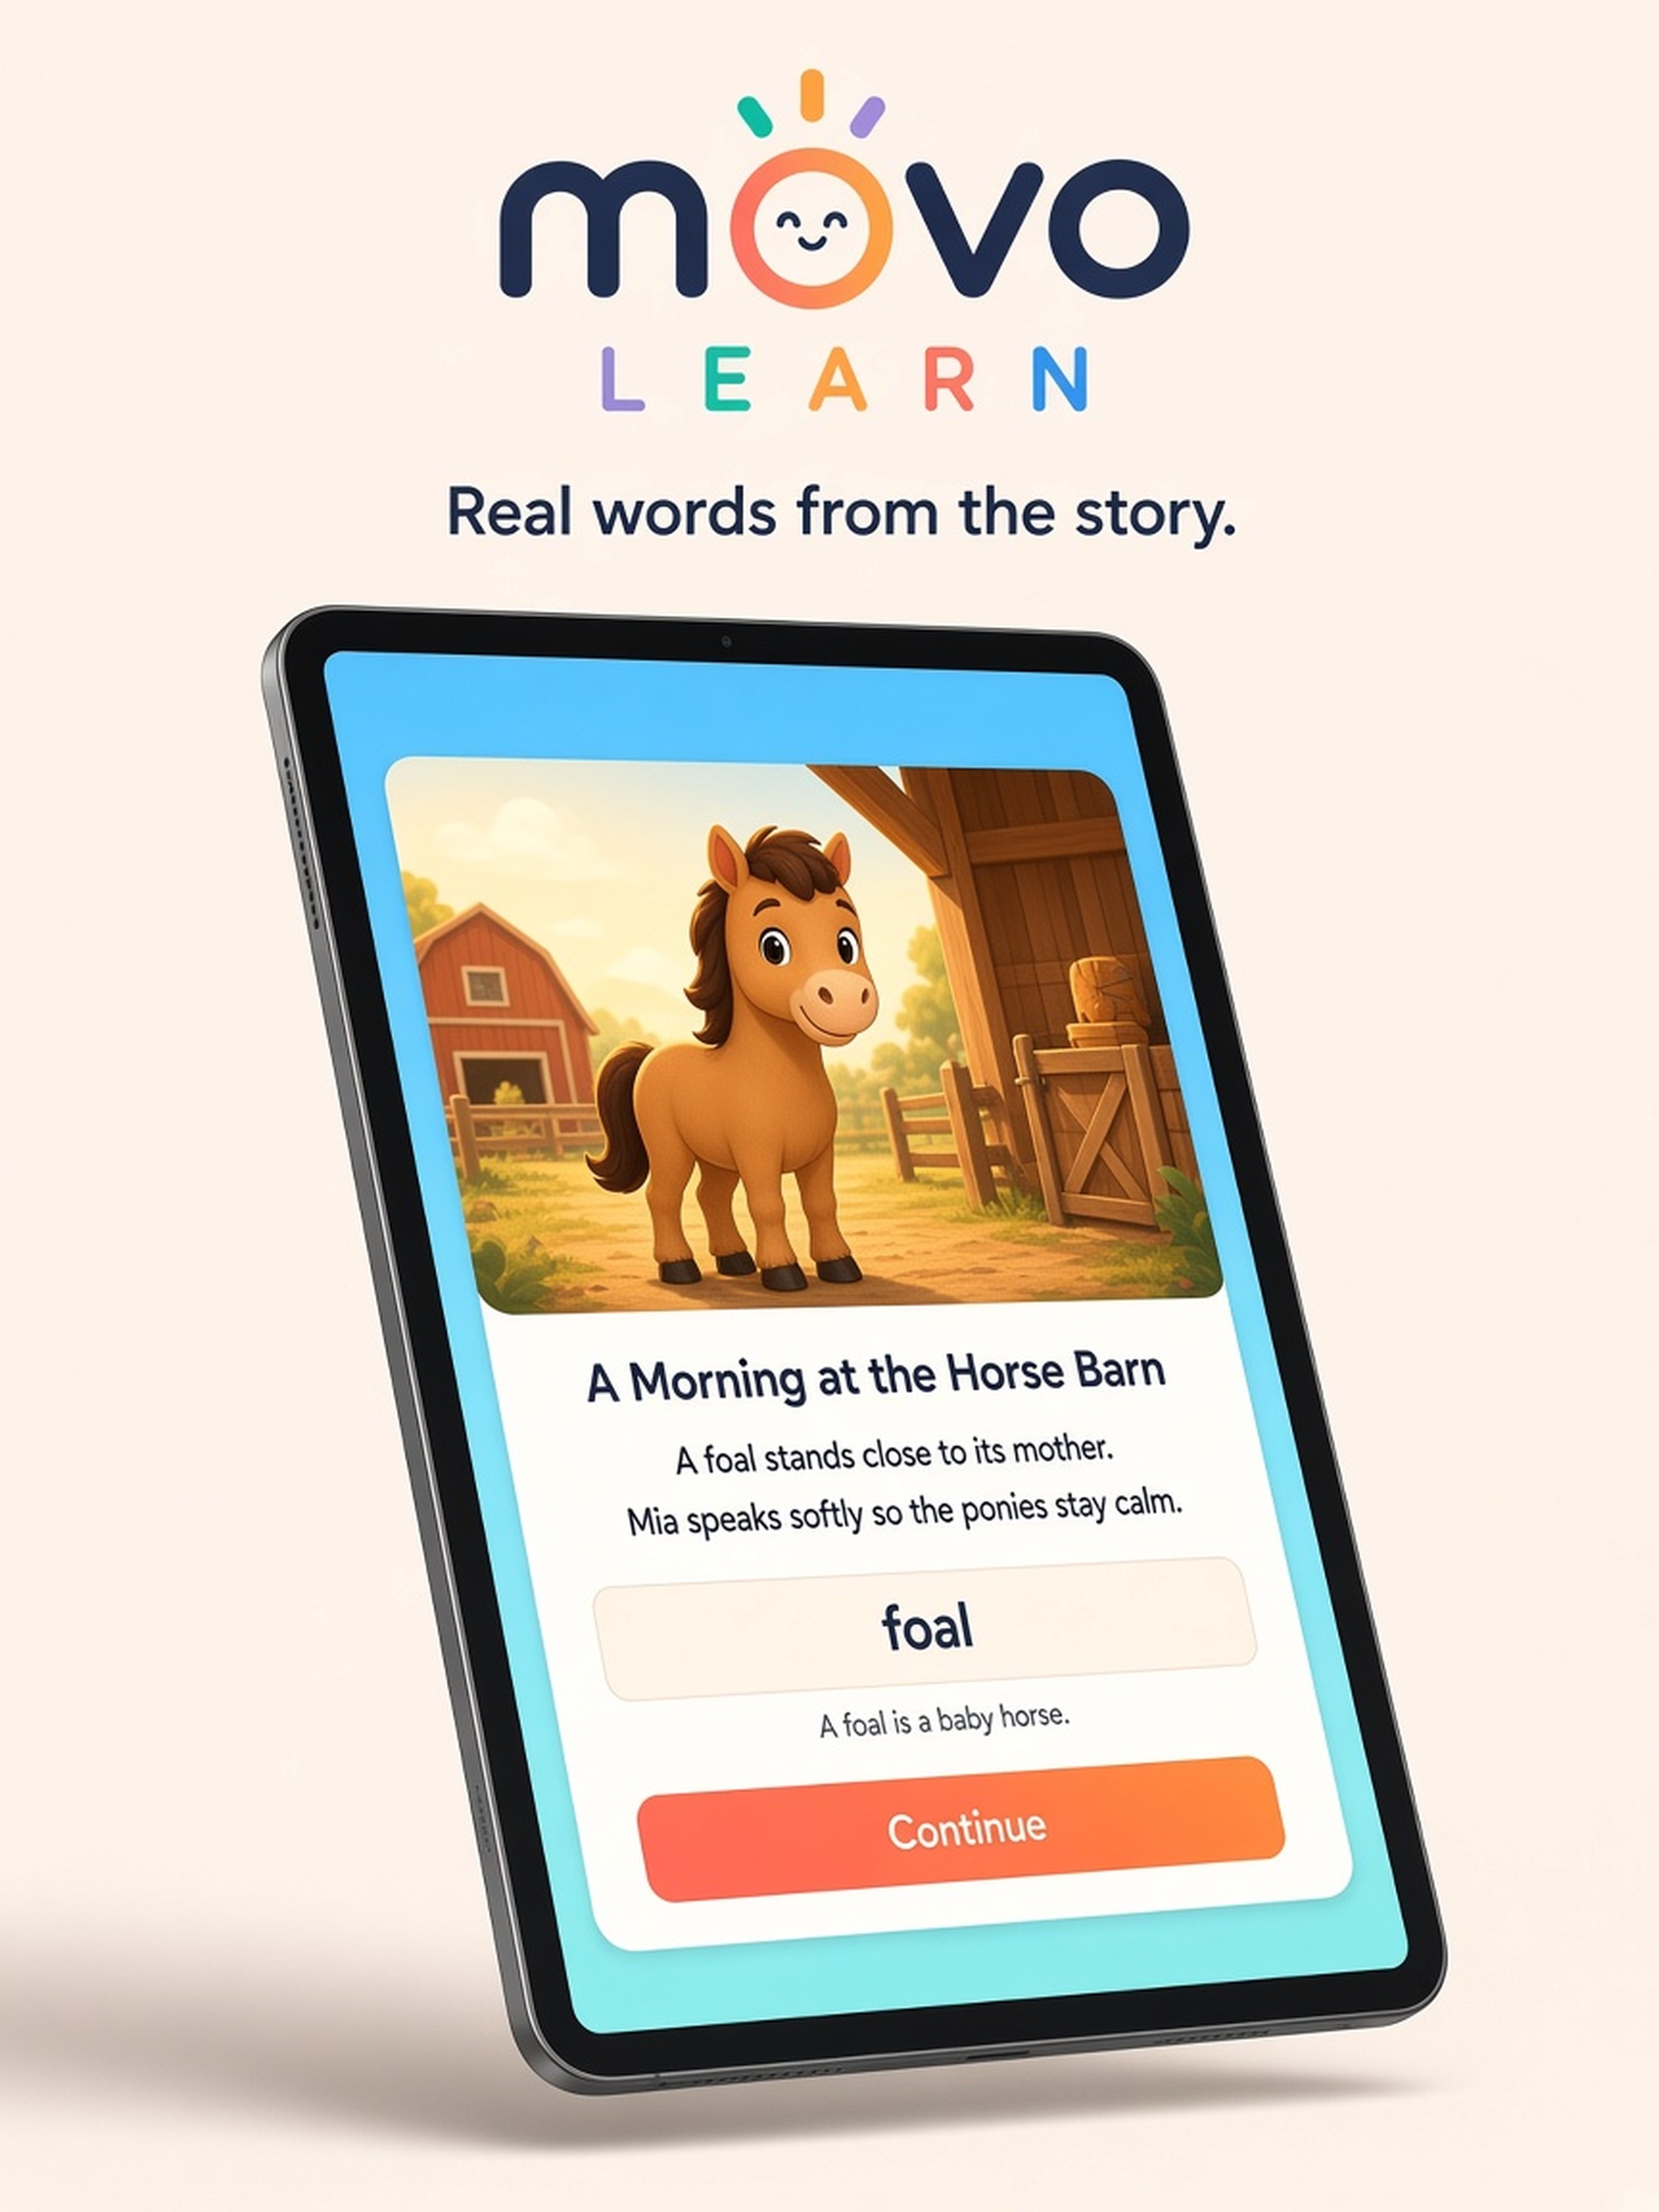 movo
LEARN
Real words from the story.
A Morning at the Horse Barn
A foal stands close to its mother.
Mia speaks softly so the ponies stay calm.
foal
A foal is a baby horse.
Continue